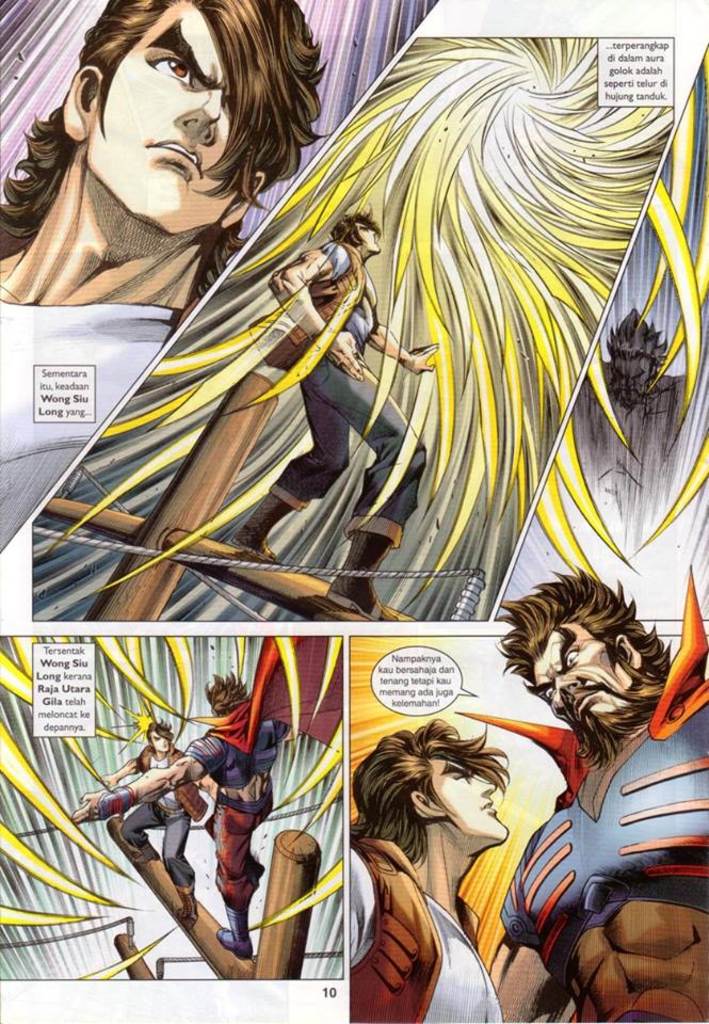 Sementara
itu, keadaan
Wong Siu
Long yang...
...terperangkap
di dalam aura
golok adalah
seperti telur di
hujung tanduk.
Tersentak
Wong Siu
Long kerana
Raja Utara
Gila telah
meloncat ke
depannya.
Nampaknya
kau bersahaja dan
tenang tetapi kau
memang ada juga
kelemahan!
10